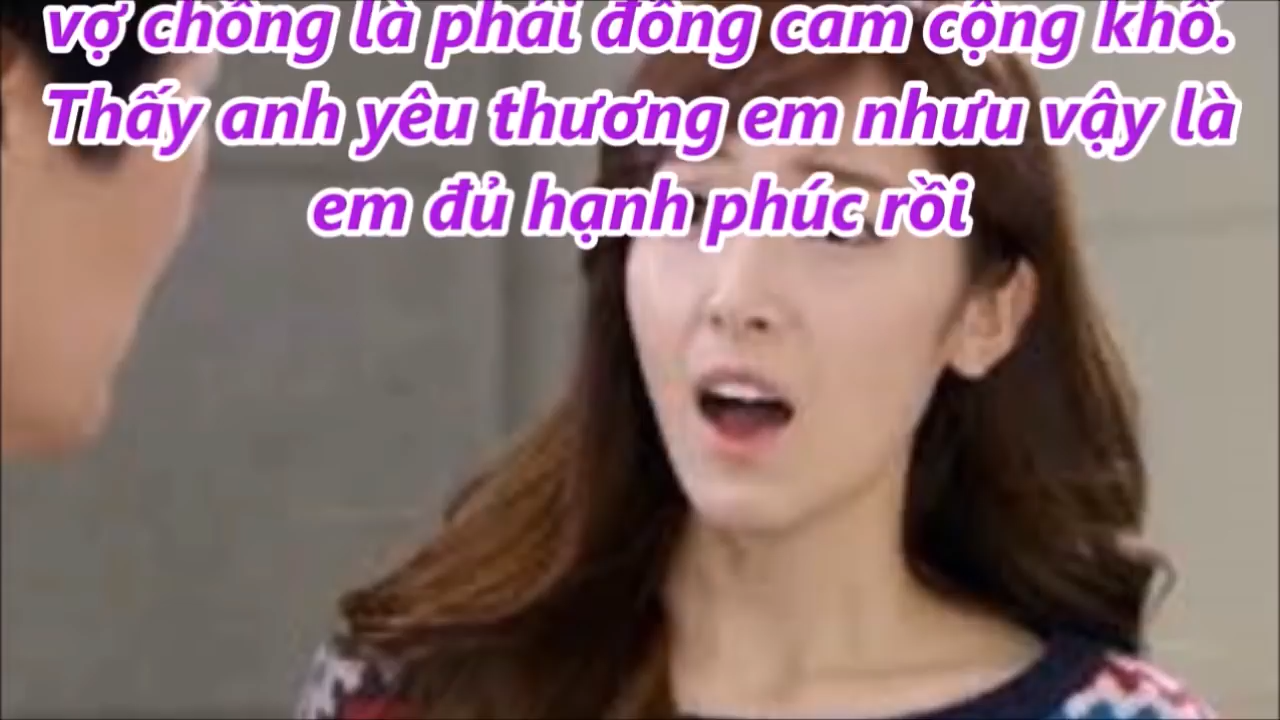 vợ chồng là phải đồng cam cộng khổ.
Thấy anh yêu thương em nhưu vậy là
em đủ hạnh phúc rồi